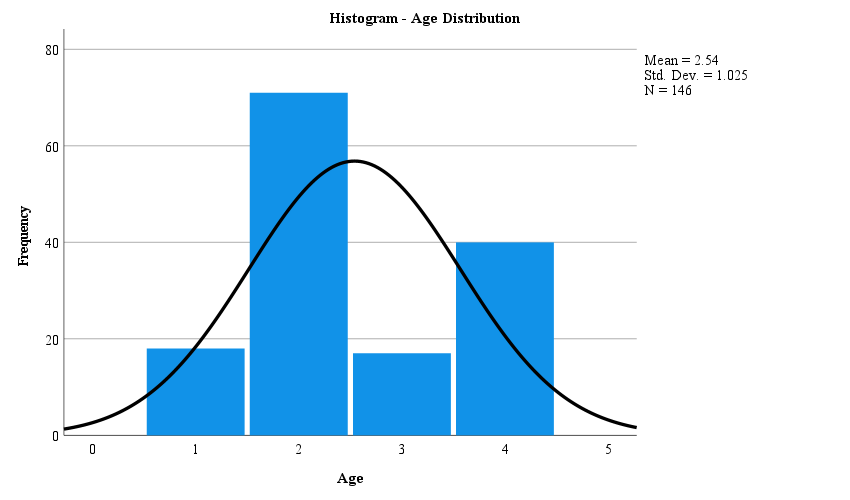 Histogram - Age Distribution
Mean = 2.54
Std. Dev. = 1.025
N = 146
80
60
40
20
0
Frequency
0 1 2 3 4 5
Age